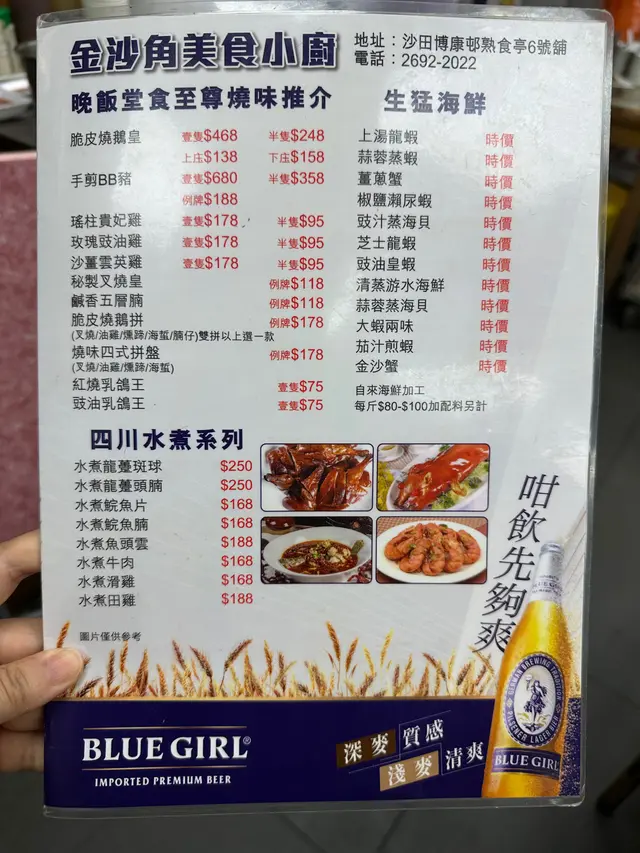 金沙角美食小廚
地址：沙田博康邨熟食亭6號舖
電話：2692-2022
晚飯堂食至尊燒味推介
脆皮燒鵝皇 壹隻$468 半隻$248
上庄$138 下庄$158
手剪BB豬 壹隻$680 半隻$358
例牌$188
瑤柱貴妃雞 壹隻$178 半隻$95
玫瑰豉油雞 壹隻$178 半隻$95
沙薑雲英雞 壹隻$178 半隻$95
秘製叉燒皇 例牌$118
鹹香五層腩 例牌$118
脆皮燒鵝拼 例牌$178
(叉燒/油雞/燻蹄/海蜇/腩仔)雙拼以上選一款
燒味四式拼盤 例牌$178
(叉燒/油雞/燻蹄/海蜇)
紅燒乳鴿王 壹隻$75
豉油乳鴿王 壹隻$75
生猛海鮮
上湯龍蝦 時價
蒜蓉蒸蝦 時價
薑蔥蟹 時價
椒鹽瀨尿蝦 時價
豉汁蒸海貝 時價
芝士龍蝦 時價
豉油皇蝦 時價
清蒸游水海鮮 時價
蒜蓉蒸海貝 時價
大蝦兩味 時價
茄汁煎蝦 時價
金沙蟹 時價
自來海鮮加工
每斤$80-$100加配料另計
四川水煮系列
水煮龍躉斑球 $250
水煮龍躉頭腩 $250
水煮鯇魚片 $168
水煮鯇魚腩 $168
水煮魚頭雲 $188
水煮牛肉 $168
水煮滑雞 $168
水煮田雞 $188
圖片僅供參考
咁飲先夠爽
BLUE GIRL®
IMPORTED PREMIUM BEER
深麥 質感
淺麥 清爽
GERMAN BREWING TRADITION
PILSENER LAGER BEER
BLUE GIRL